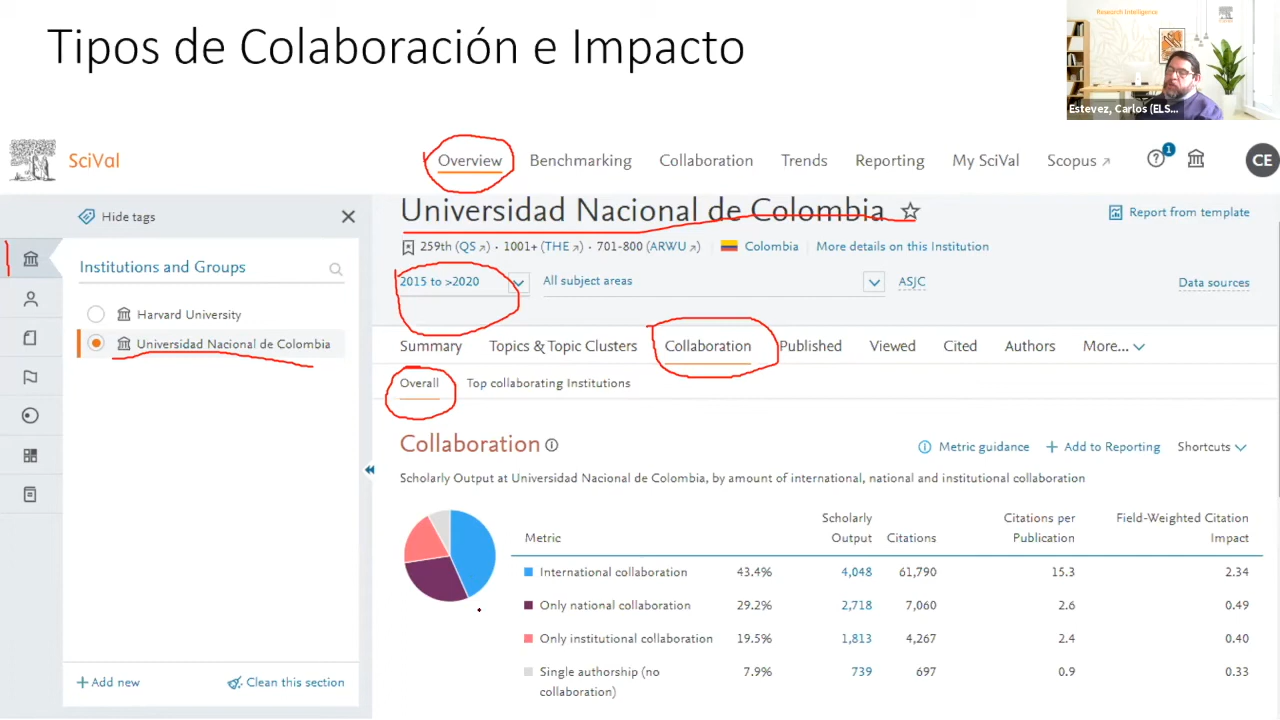 Tipos de Colaboración e Impacto
Research Intelligence
Estevez, Carlos (ELS...
SciVal
Overview Benchmarking Collaboration Trends Reporting My SciVal Scopus ↗ 1 CE
Hide tags
Institutions and Groups
Harvard University
Universidad Nacional de Colombia
Add new Clean this section
Universidad Nacional de Colombia
Report from template
259th (QS ↗) · 1001+ (THE ↗) · 701-800 (ARWU ↗) Colombia More details on this Institution
2015 to >2020 All subject areas ASJC Data sources
Summary Topics & Topic Clusters Collaboration Published Viewed Cited Authors More...
Overall Top collaborating Institutions
Collaboration
Metric guidance + Add to Reporting Shortcuts
Scholarly Output at Universidad Nacional de Colombia, by amount of international, national and institutional collaboration
Metric Scholarly Output Citations Citations per Publication Field-Weighted Citation Impact
International collaboration 43.4% 4,048 61,790 15.3 2.34
Only national collaboration 29.2% 2,718 7,060 2.6 0.49
Only institutional collaboration 19.5% 1,813 4,267 2.4 0.40
Single authorship (no collaboration) 7.9% 739 697 0.9 0.33